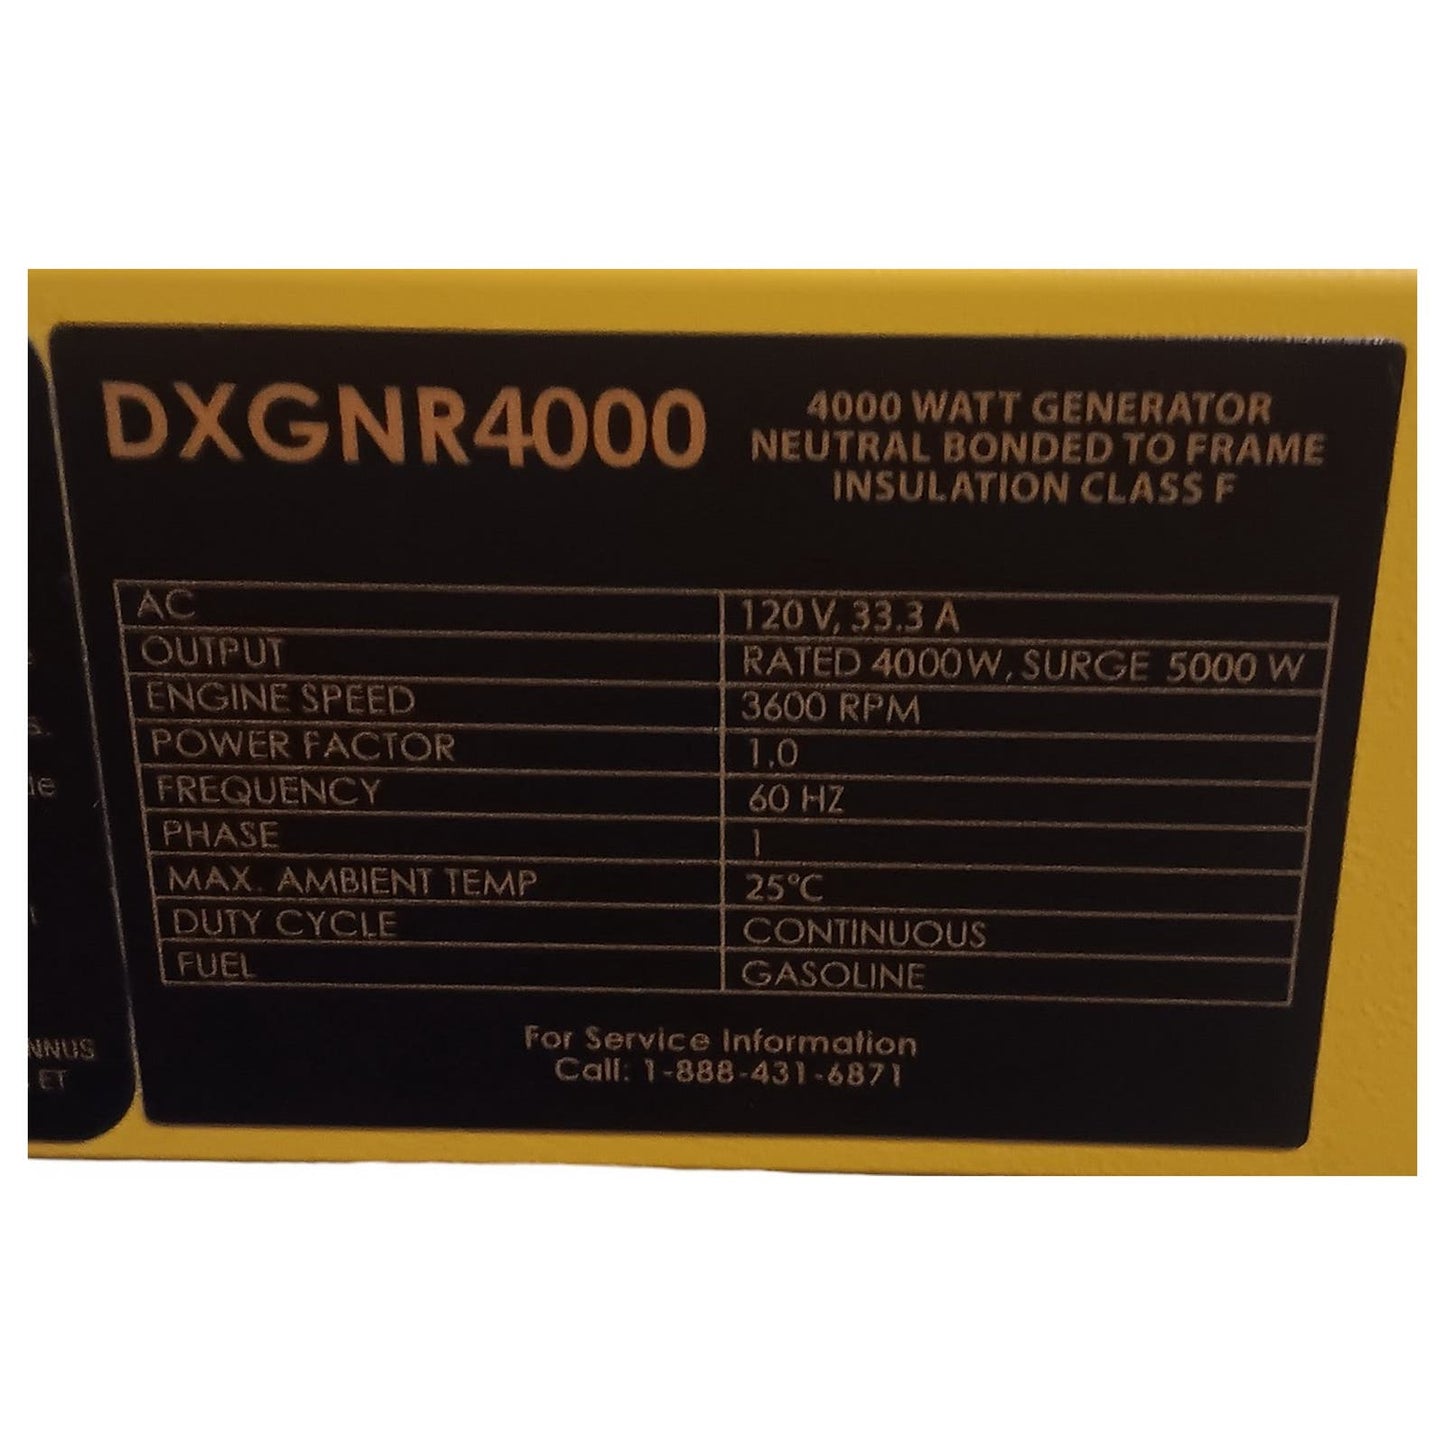 DXGNR4000
4000 WATT GENERATOR
NEUTRAL BONDED TO FRAME
INSULATION CLASS F
AC 120 V, 33.3 A
OUTPUT RATED 4000W, SURGE 5000 W
ENGINE SPEED 3600 RPM
POWER FACTOR 1.0
FREQUENCY 60 HZ
PHASE 1
MAX. AMBIENT TEMP 25°C
DUTY CYCLE CONTINUOUS
FUEL GASOLINE
For Service Information
Call: 1-888-431-6871
ET